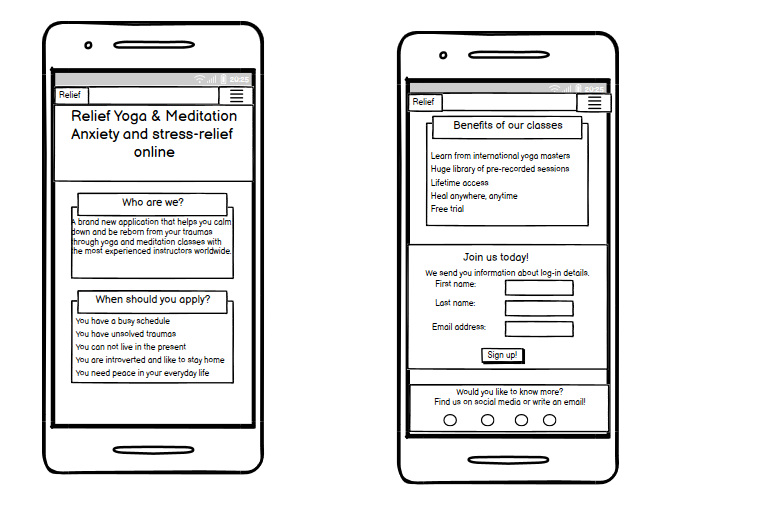 20:25
Relief
Relief Yoga & Meditation
Anxiety and stress-relief
online
Who are we?
A brand new application that helps you calm
down and be reborn from your traumas
through yoga and meditation classes with
the most experienced instructors worldwide.
When should you apply?
You have a busy schedule
You have unsolved traumas
You can not live in the present
You are introverted and like to stay home
You need peace in your everyday life
20:25
Relief
Benefits of our classes
Learn from international yoga masters
Huge library of pre-recorded sessions
Lifetime access
Heal anywhere, anytime
Free trial
Join us today!
We send you information about log-in details.
First name:
Last name:
Email address:
Sign up!
Would you like to know more?
Find us on social media or write an email!